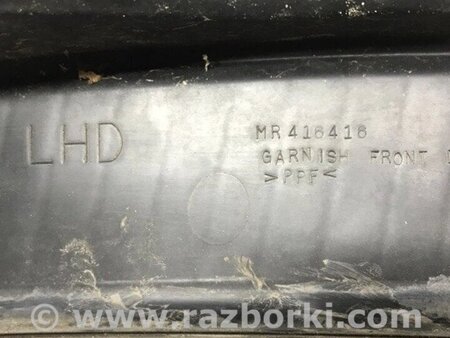 LHD
MR416416
GARNISH FRONT
>PPF<
www.razborki.com